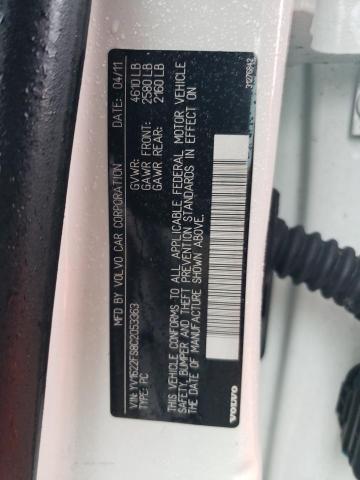 MFD BY VOLVO CAR CORPORATION DATE: 04/11
GVWR: 4610 LB
GAWR FRONT: 2580 LB
GAWR REAR: 2160 LB
VIN: YV1622FS8C2053363
TYPE: PC
THIS VEHICLE CONFORMS TO ALL APPLICABLE FEDERAL MOTOR VEHICLE
SAFETY, BUMPER AND THEFT PREVENTION STANDARDS IN EFFECT ON
THE DATE OF MANUFACTURE SHOWN ABOVE.
VOLVO
31276842